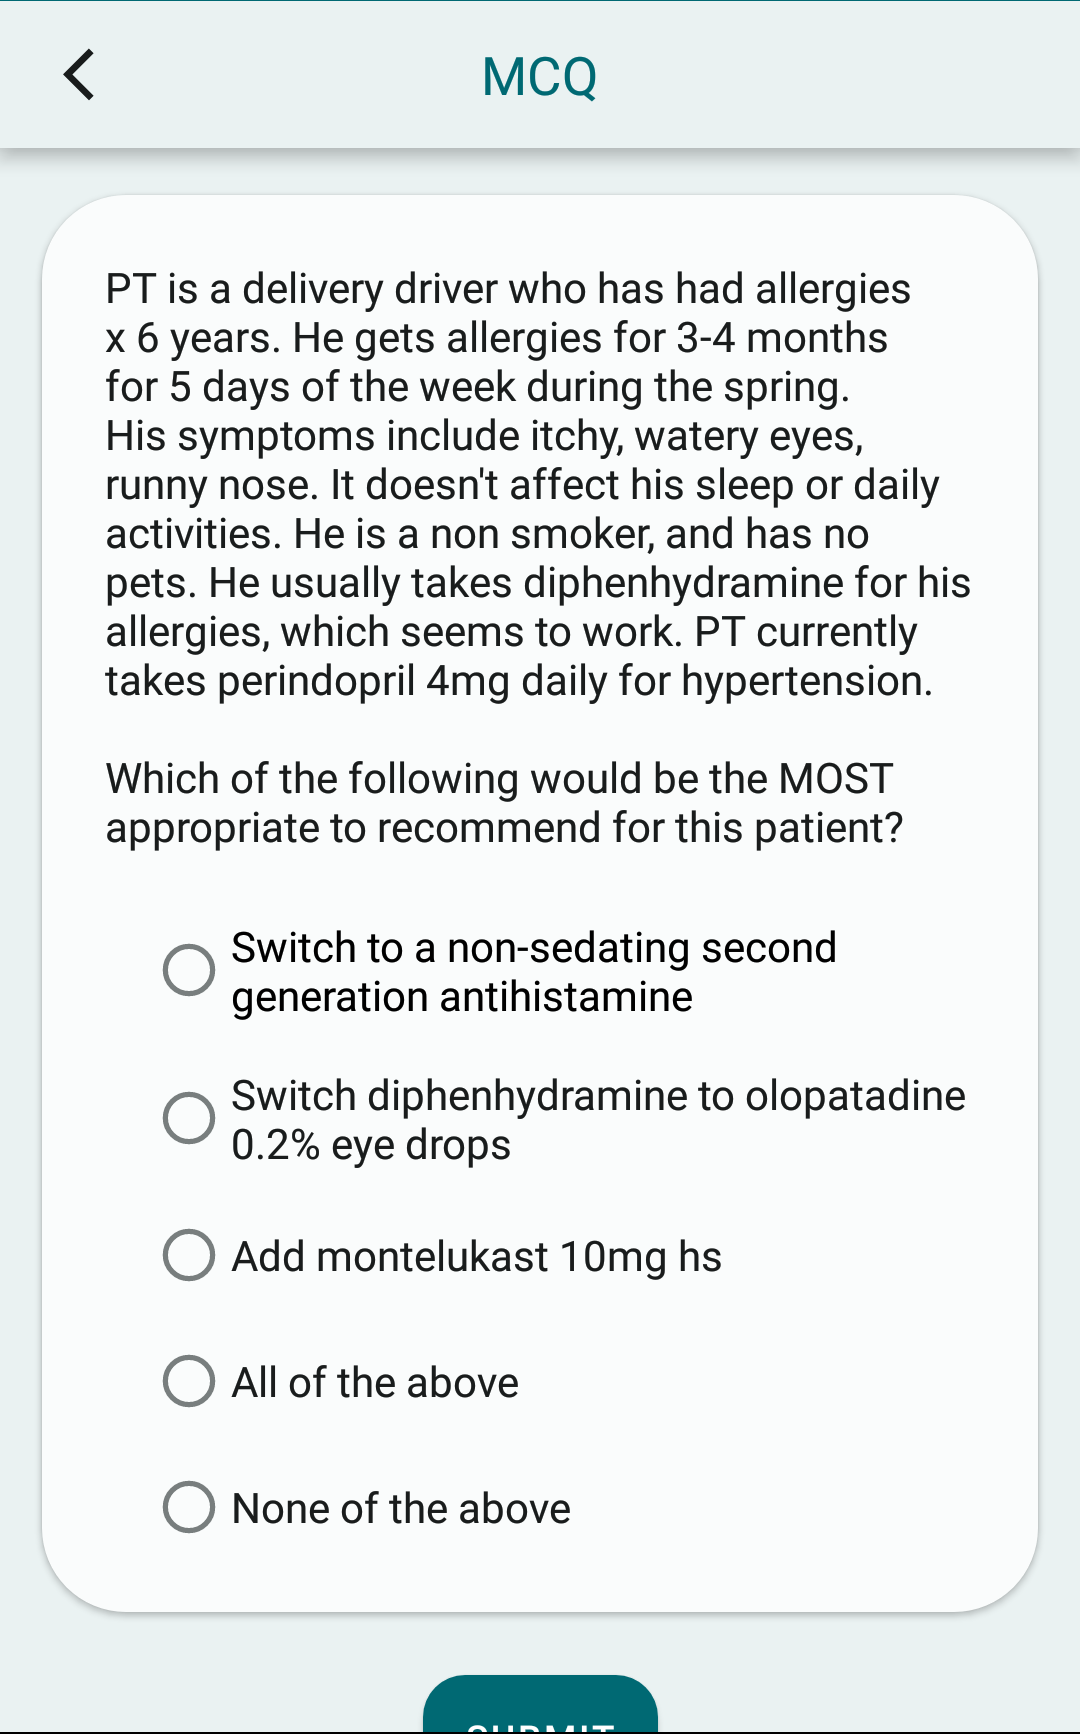 MCQ
PT is a delivery driver who has had allergies
x 6 years. He gets allergies for 3-4 months
for 5 days of the week during the spring.
His symptoms include itchy, watery eyes,
runny nose. It doesn't affect his sleep or daily
activities. He is a non smoker, and has no
pets. He usually takes diphenhydramine for his
allergies, which seems to work. PT currently
takes perindopril 4mg daily for hypertension.
Which of the following would be the MOST
appropriate to recommend for this patient?
Switch to a non-sedating second
generation antihistamine
Switch diphenhydramine to olopatadine
0.2% eye drops
Add montelukast 10mg hs
All of the above
None of the above
SUBMIT